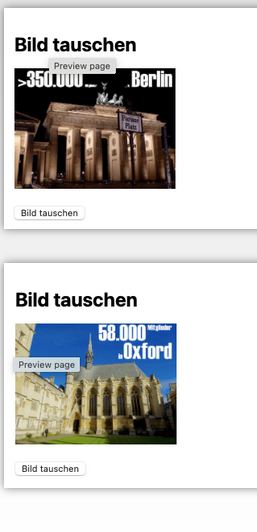 Bild tauschen
Preview page
>350.000
Berlin
Pariser
Platz
Bild tauschen
Bild tauschen
58.000 Mitglieder
in Oxford
Preview page
Bild tauschen